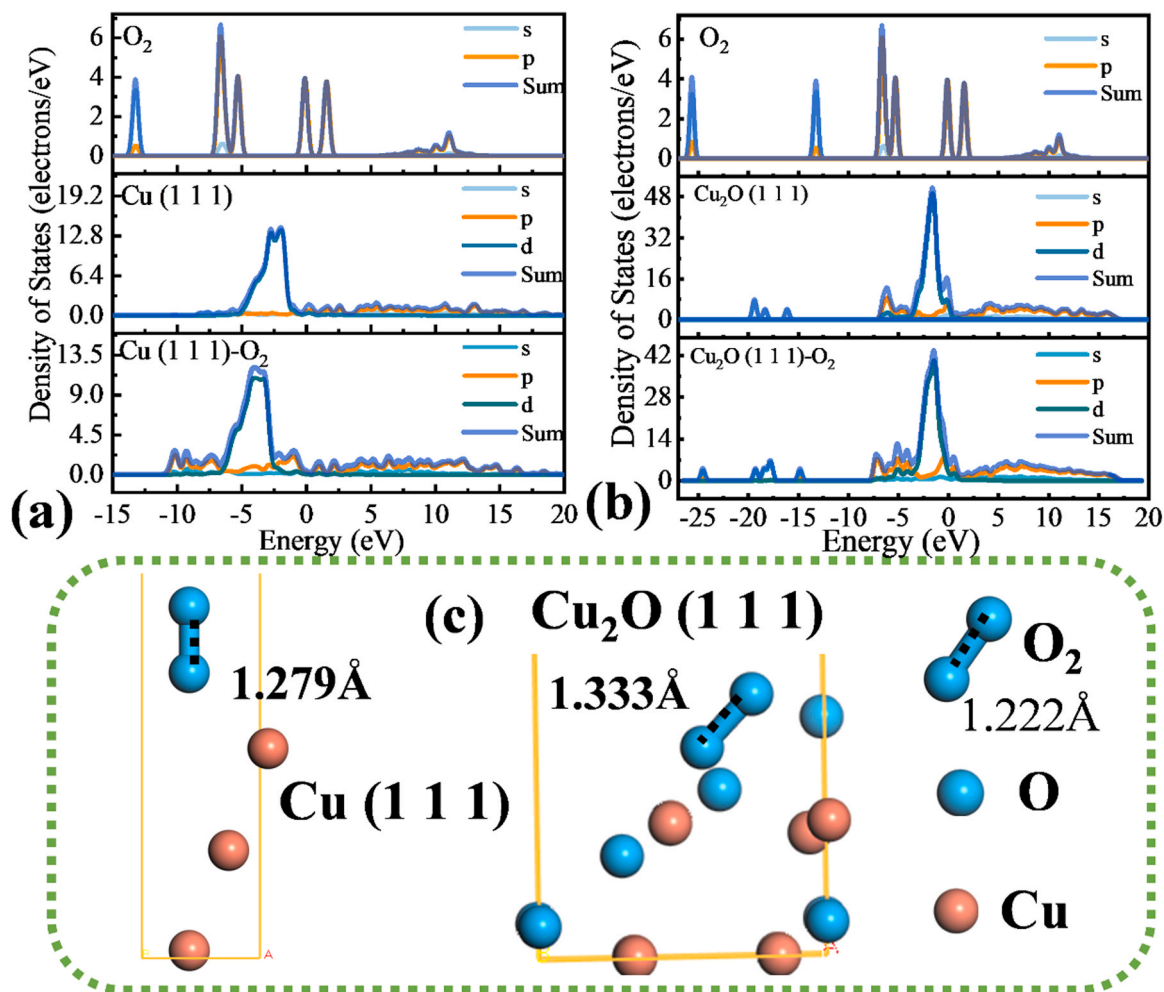 Density of States (electrons/eV)
O₂
6
4
2
0
s
p
Sum
Cu (1 1 1)
19.2
12.8
6.4
0.0
s
p
d
Sum
Cu (1 1 1)-O₂
13.5
9.0
4.5
0.0
s
p
d
Sum
-15 -10 -5 0 5 10 15 20
Energy (eV)
(a)
Density of States (electrons/eV)
O₂
6
4
2
0
s
p
Sum
Cu₂O (1 1 1)
48
32
16
0
s
p
d
Sum
Cu₂O (1 1 1)-O₂
42
28
14
0
s
p
d
Sum
-25 -20 -15 -10 -5 0 5 10 15 20
Energy (eV)
(b)
(c)
1.279Å
Cu (1 1 1)
A
Cu₂O (1 1 1)
1.333Å
A
O₂
1.222Å
O
Cu